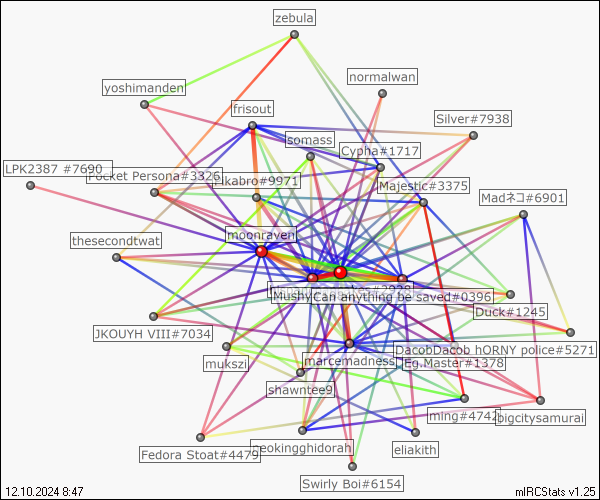 zebula
normalwan
yoshimanden
frisout
Silver#7938
somass
Cypha#1717
LPK2387 #7690
Pocket Persona#3326
Elkabro#9971
Majestic#3375
Madネコ#6901
moonraven
thesecondtwat
Can anything be saved#0396
Duck#1245
JKOUYH VIII#7034
DacobDacob hORNY police#5271
mukszi
marcemadness
Eg.Master#1378
shawntee9
ming#4742
bigcitysamurai
neokingghidorah
eliakith
Fedora Stoat#4479
Swirly Boi#6154
12.10.2024 8:47
mIRCStats v1.25